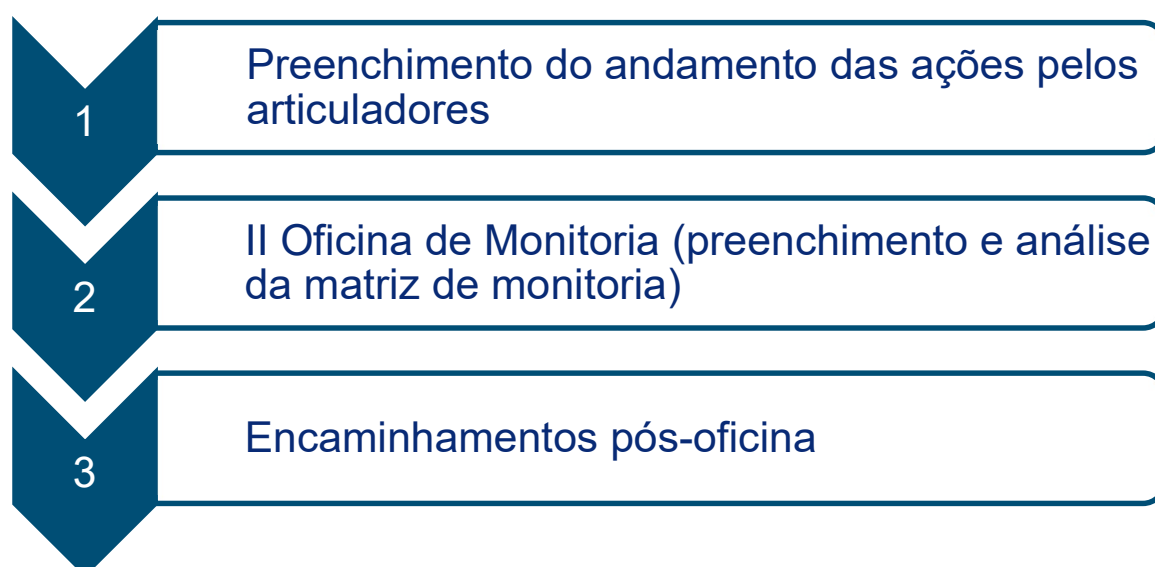 1
Preenchimento do andamento das ações pelos
articuladores
2
II Oficina de Monitoria (preenchimento e análise
da matriz de monitoria)
3
Encaminhamentos pós-oficina